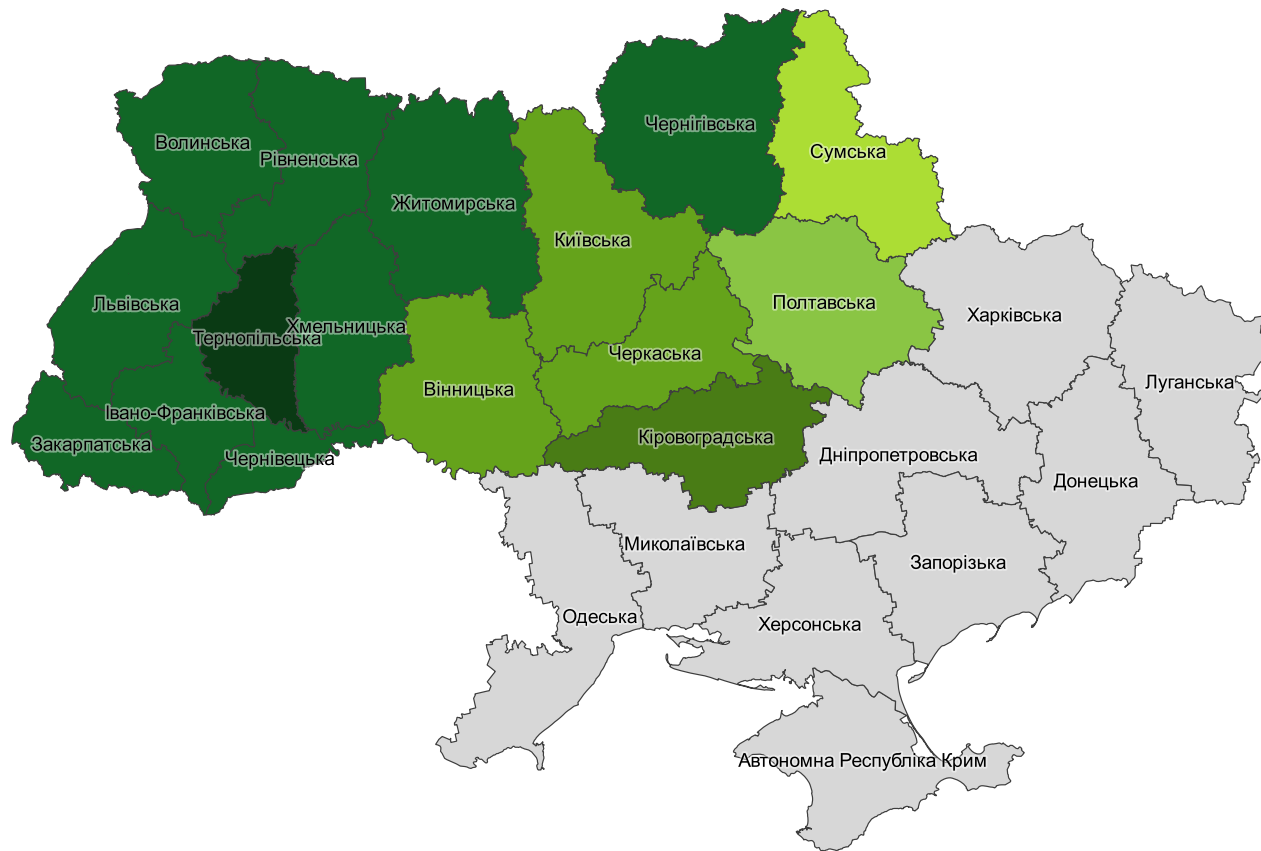 Чернігівська
Волинська
Сумська
Рівненська
Житомирська
Київська
Львівська
Полтавська
Харківська
Хмельницька
Тернопільська
Черкаська
Луганська
Вінницька
Івано-Франківська
Кіровоградська
Закарпатська
Чернівецька
Дніпропетровська
Донецька
Миколаївська
Запорізька
Одеська
Херсонська
Автономна Республіка Крим